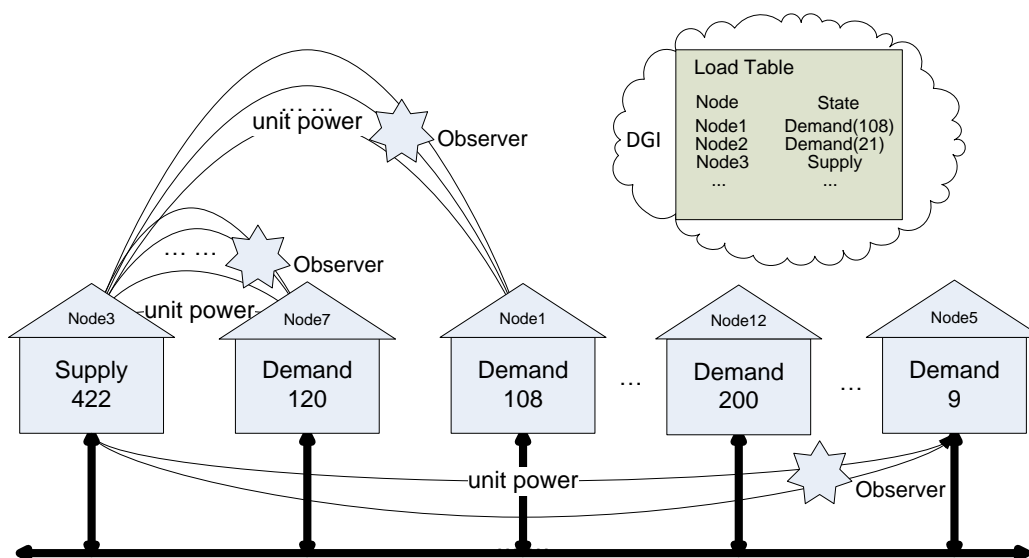 Load Table
Node State
Node1 Demand(108)
Node2 Demand(21)
Node3 Supply
... ...
DGI
... ...
unit power
Observer
... ...
Observer
unit power
Node3
Supply
422
Node7
Demand
120
Node1
Demand
108
...
Node12
Demand
200
...
Node5
Demand
9
unit power
Observer